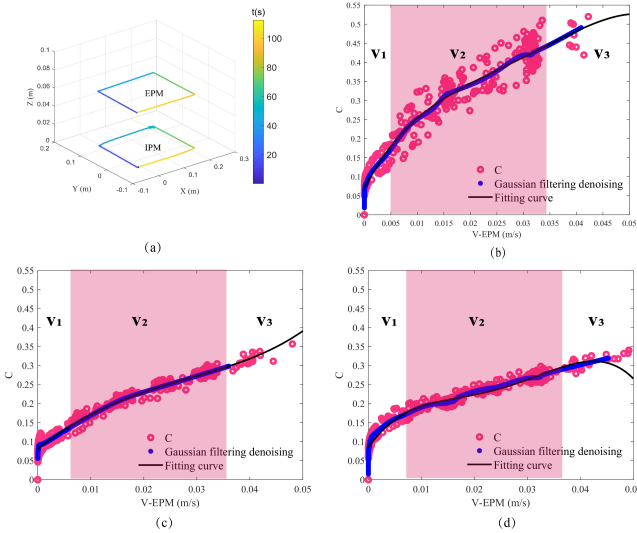 t(s)
100
80
60
40
20
0.1
0.08
0.06
0.04
0.02
0
Z (m)
EPM
IPM
0.2
0.1
0
-0.1
Y (m)
-0.1
0
0.1
0.2
0.3
X (m)
(a)
0.55
0.5
0.45
0.4
0.35
0.3
0.25
0.2
0.15
0.1
0.05
0
C
V1
V2
V3
C
Gaussian filtering denoising
Fitting curve
0 0.005 0.01 0.015 0.02 0.025 0.03 0.035 0.04 0.045 0.05
V-EPM (m/s)
(b)
0.55
0.5
0.45
0.4
0.35
0.3
0.25
0.2
0.15
0.1
0.05
0
C
V1
V2
V3
C
Gaussian filtering denoising
Fitting curve
0 0.01 0.02 0.03 0.04 0.05
V-EPM (m/s)
(c)
0.55
0.5
0.45
0.4
0.35
0.3
0.25
0.2
0.15
0.1
0.05
0
C
V1
V2
V3
C
Gaussian filtering denoising
Fitting curve
0 0.01 0.02 0.03 0.04 0.0
V-EPM (m/s)
(d)